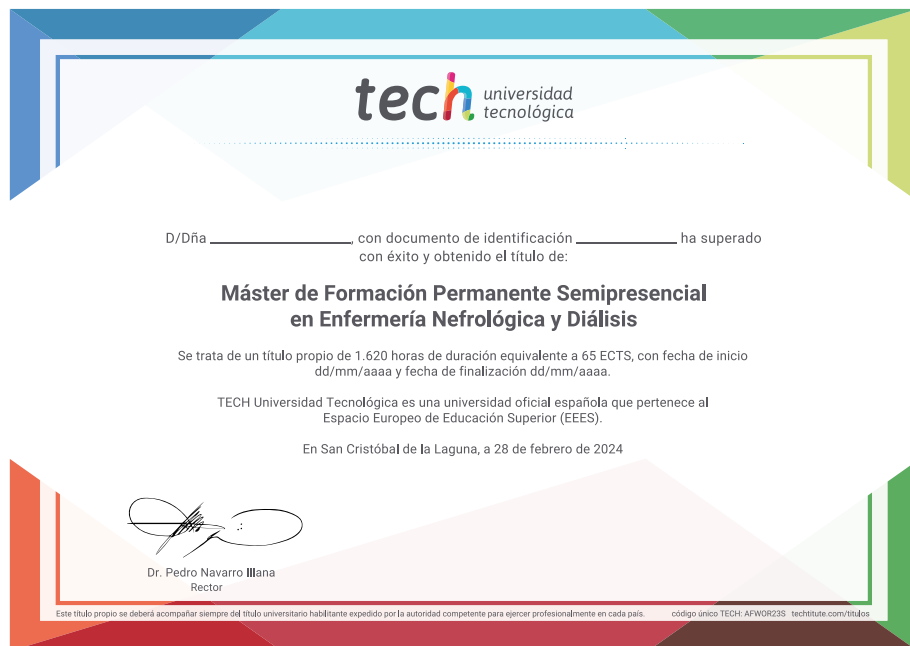 tech universidad
tecnológica
D/Dña ______________, con documento de identificación __________ ha superado
con éxito y obtenido el título de:
Máster de Formación Permanente Semipresencial
en Enfermería Nefrológica y Diálisis
Se trata de un título propio de 1.620 horas de duración equivalente a 65 ECTS, con fecha de inicio
dd/mm/aaaa y fecha de finalización dd/mm/aaaa.
TECH Universidad Tecnológica es una universidad oficial española que pertenece al
Espacio Europeo de Educación Superior (EEES).
En San Cristóbal de la Laguna, a 28 de febrero de 2024
Dr. Pedro Navarro Illana
Rector
Este título propio se deberá acompañar siempre del título universitario habilitante expedido por la autoridad competente para ejercer profesionalmente en cada país. código único TECH: AFWOR23S techtitute.com/titulos